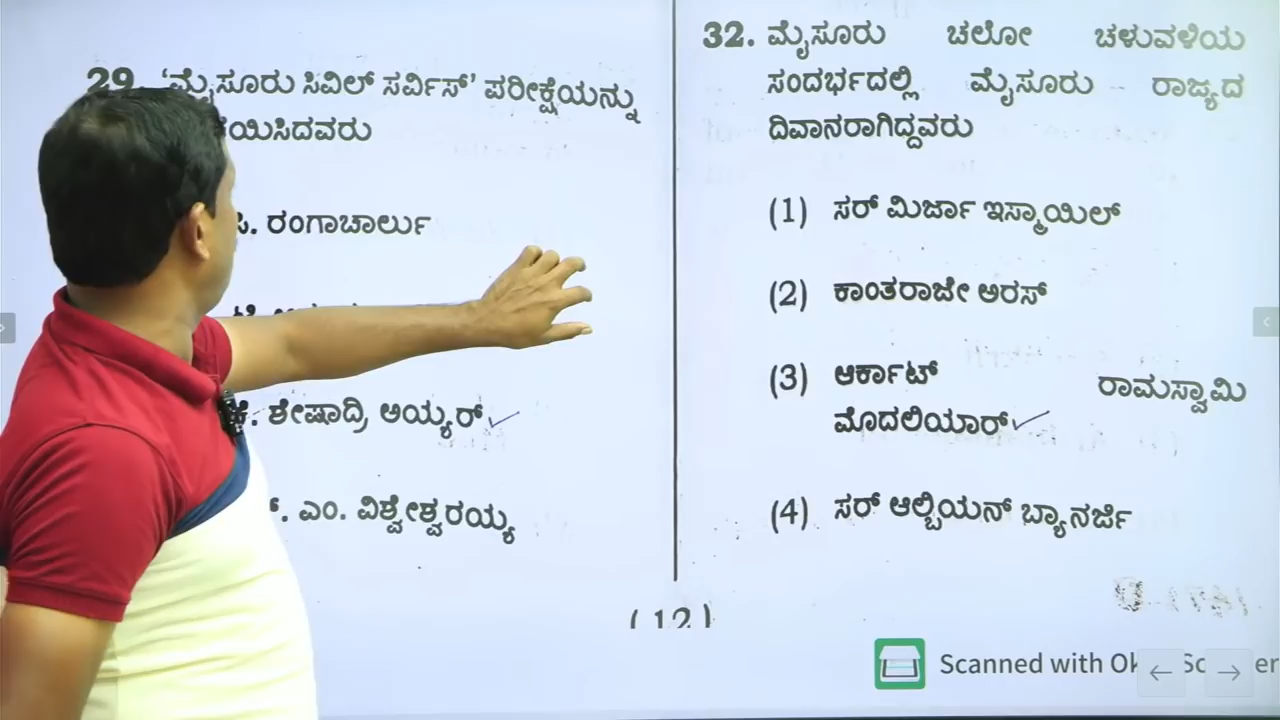 29. 'ಮೈಸೂರು ಸಿವಿಲ್ ಸರ್ವಿಸ್' ಪರೀಕ್ಷೆಯನ್ನು
ರಂಗಾಚಾರ್ಲು
ಕೆ. ಶೇಷಾದ್ರಿ ಅಯ್ಯರ್
ಎಂ. ವಿಶ್ವೇಶ್ವರಯ್ಯ
32. ಮೈಸೂರು ಚಲೋ ಚಳುವಳಿಯ
ಸಂದರ್ಭದಲ್ಲಿ ಮೈಸೂರು ರಾಜ್ಯದ
ದಿವಾನರಾಗಿದ್ದವರು
(1) ಸರ್ ಮಿರ್ಜಾ ಇಸ್ಮಾಯಿಲ್
(2) ಕಾಂತರಾಜೇ ಅರಸ್
(3) ಆರ್ಕಾಟ್ ರಾಮಸ್ವಾಮಿ
ಮೊದಲಿಯಾರ್
(4) ಸರ್ ಆಲ್ಬಿಯನ್ ಬ್ಯಾನರ್ಜಿ
(12)
Scanned with